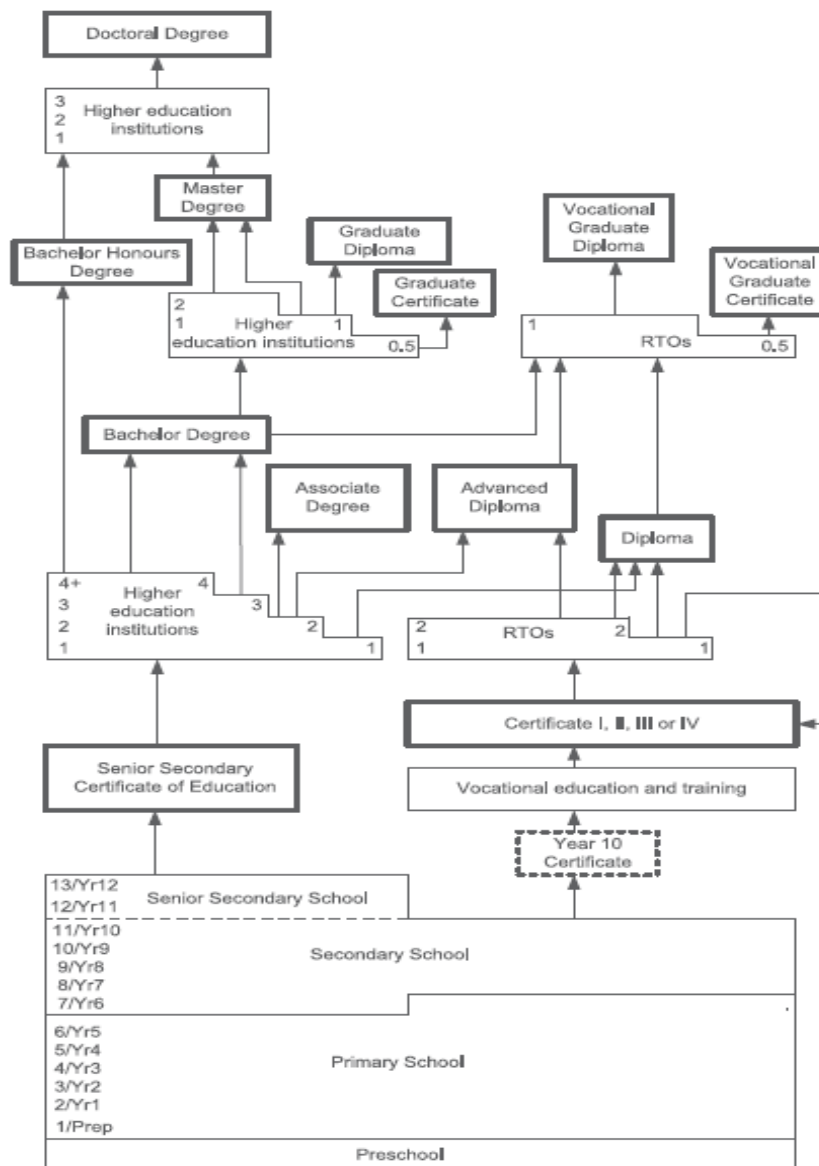 Doctoral Degree
3
2
1
Higher education
institutions
Master
Degree
Bachelor Honours
Degree
Graduate
Diploma
Graduate
Certificate
Vocational
Graduate
Diploma
Vocational
Graduate
Certificate
2
1
Higher
education institutions
1
0.5
1
RTOs
0.5
Bachelor Degree
Associate
Degree
Advanced
Diploma
Diploma
4+
3
2
1
Higher
education
institutions
4
3
2
1
2
1
RTOs
2
1
Certificate I, II, III or IV
Senior Secondary
Certificate of Education
Vocational education and training
Year 10
Certificate
13/Yr12
12/Yr11
Senior Secondary School
11/Yr10
10/Yr9
9/Yr8
8/Yr7
7/Yr6
Secondary School
6/Yr5
5/Yr4
4/Yr3
3/Yr2
2/Yr1
1/Prep
Primary School
Preschool